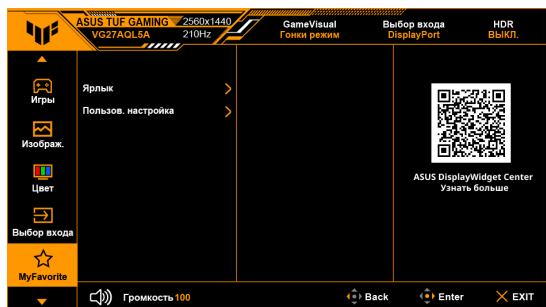 ASUS TUF GAMING 2560x1440
VG27AQL5A 210Hz
GameVisual
Гонки режим
Выбор входа
DisplayPort
HDR
ВЫКЛ.
Игры
Изображ.
Цвет
Выбор входа
MyFavorite
Ярлык
Пользов. настройка
ASUS DisplayWidget Center
Узнать больше
Громкость 100
Back
Enter
EXIT